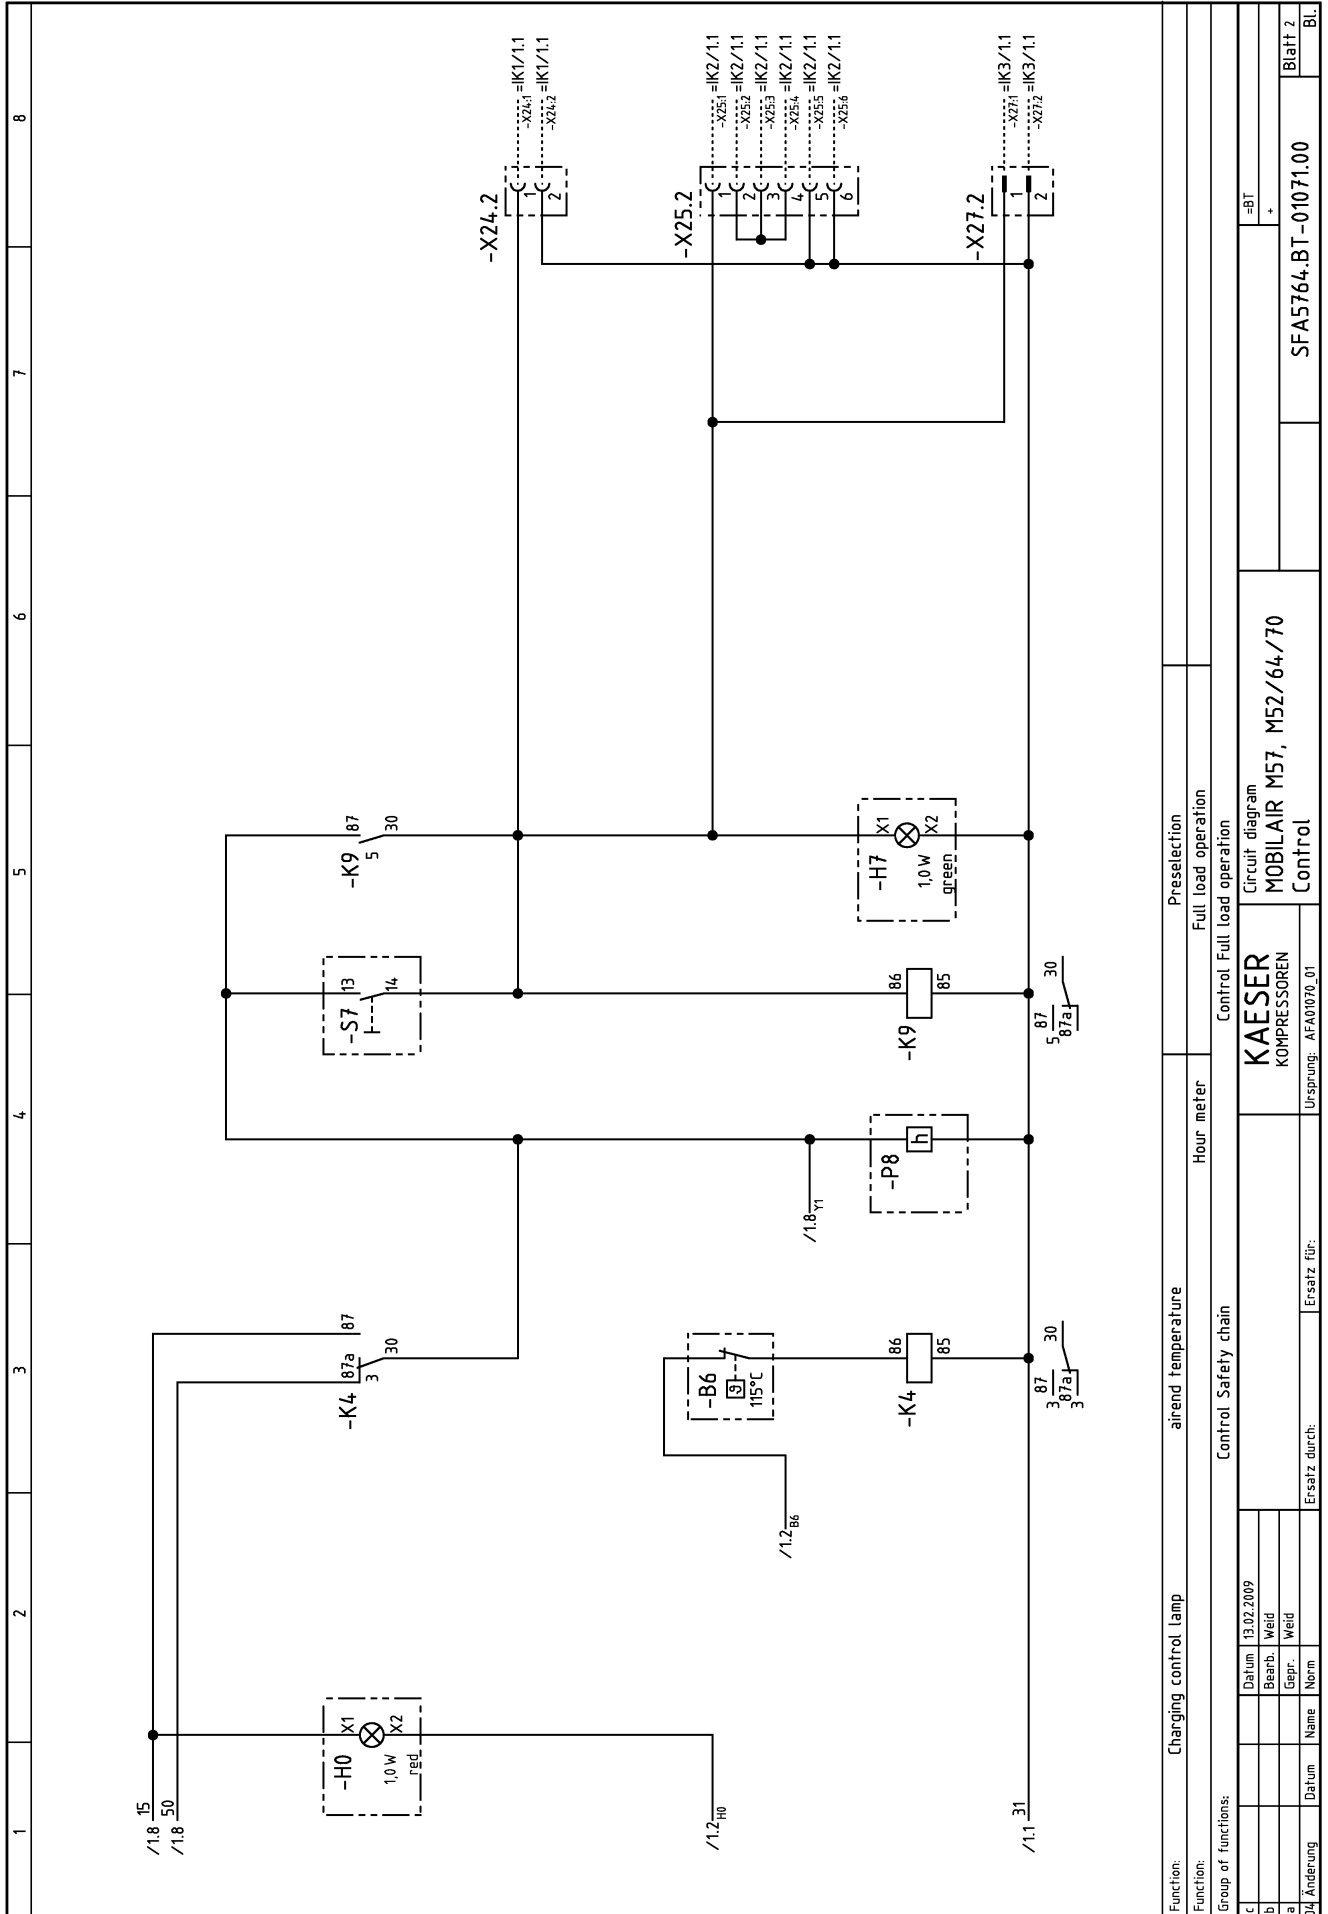 1 2 3 4 5 6 7 8
/1.8 15
/1.8 50
-H0
X1
X2
1,0 W
red
/1.2 H0
/1.1 31
-K4
87a
87
3
30
/1.2 B6
-B6
ϑ
115°C
-K4
86
85
87
3
87a
3
30
/1.8 Y1
-P8
h
-S7
13
14
-K9
86
85
87
5
87a
30
-K9
87
5
30
-H7
X1
X2
1,0 W
green
-X24.2
1
2
-X24:1
-X24:2
=IK1/1.1
=IK1/1.1
-X25.2
1
2
3
4
5
6
-X25:1
-X25:2
-X25:3
-X25:4
-X25:5
-X25:6
=IK2/1.1
=IK2/1.1
=IK2/1.1
=IK2/1.1
=IK2/1.1
=IK2/1.1
-X27.2
1
2
-X27:1
-X27:2
=IK3/1.1
=IK3/1.1
Function: Charging control lamp airend temperature Preselection
Function: Hour meter Full load operation
Group of functions: Control Safety chain Control Full load operation
c
b
a
04 Änderung Datum Name Norm
Datum 13.02.2009
Bearb. Weid
Gepr. Weid
Ersatz durch: Ersatz für: Ursprung: AFA01070_01
KAESER
KOMPRESSOREN
Circuit diagram
MOBILAIR M57, M52/64/70
Control
=BT
+
SFA5764.BT-01071.00
Blatt 2
Bl.